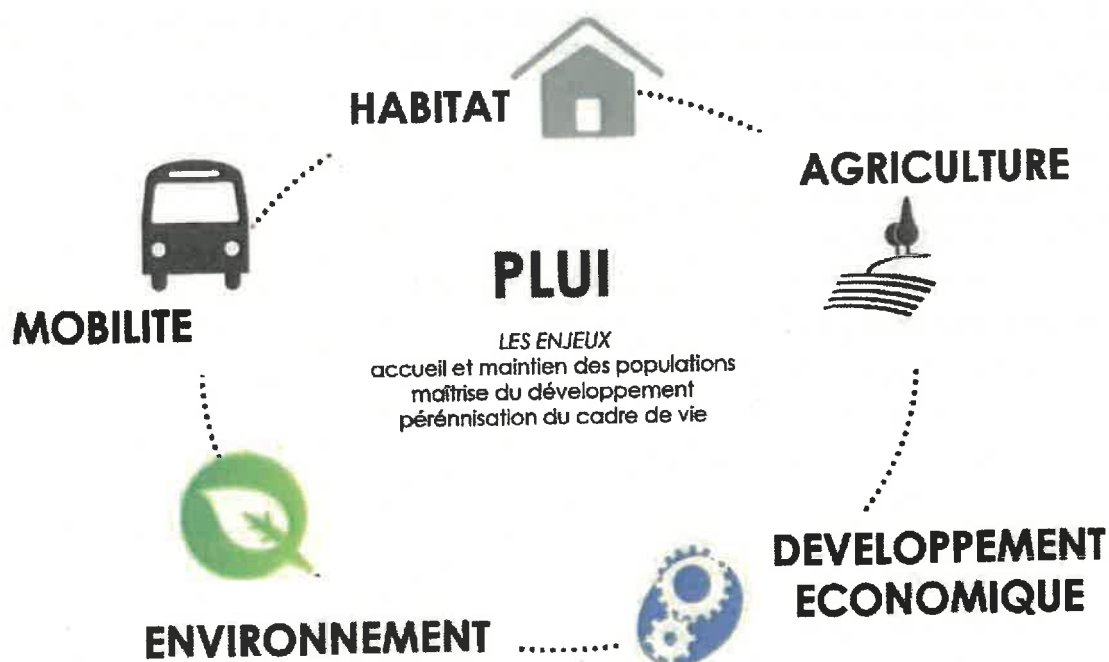 HABITAT
AGRICULTURE
PLUI
MOBILITE
LES ENJEUX
accueil et maintien des populations
maîtrise du développement
pérénnisation du cadre de vie
DEVELOPPEMENT
ECONOMIQUE
ENVIRONNEMENT